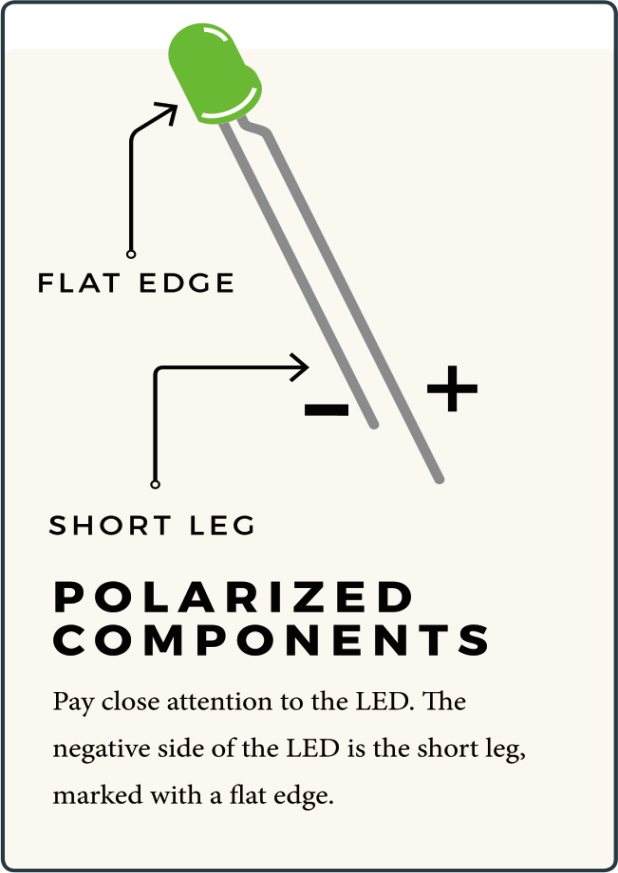 FLAT EDGE
−
+
SHORT LEG
POLARIZED
COMPONENTS
Pay close attention to the LED. The
negative side of the LED is the short leg,
marked with a flat edge.